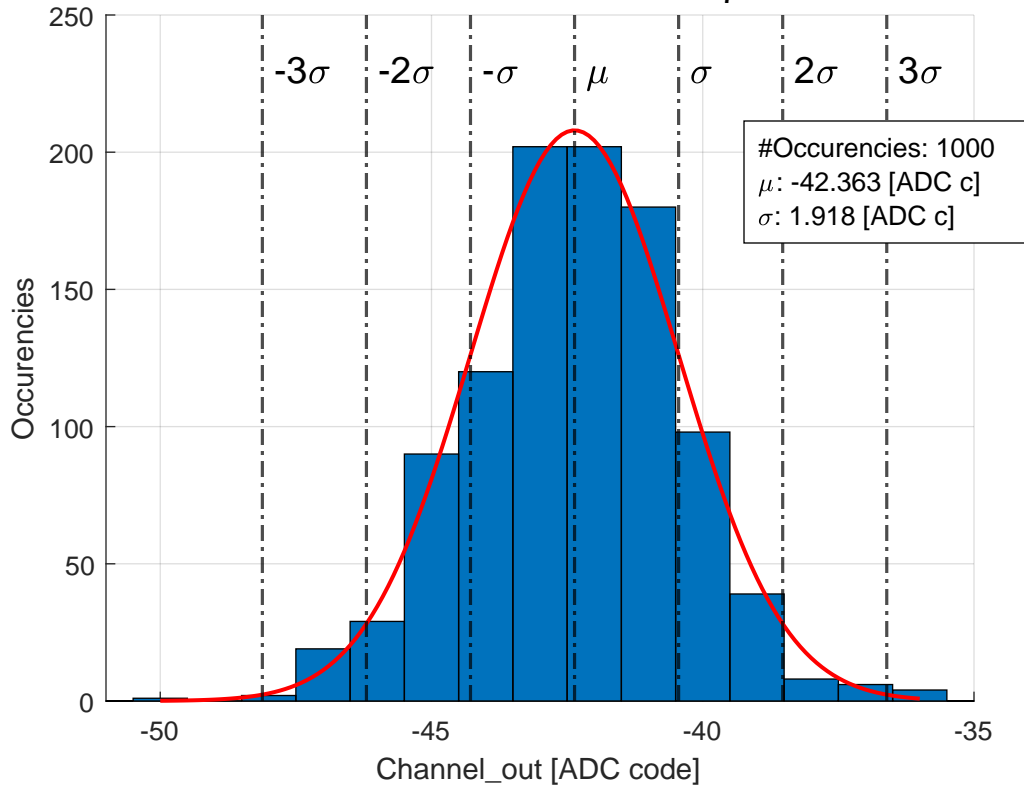 250
200
150
100
50
0
-3σ -2σ -σ μ σ 2σ 3σ
#Occurencies: 1000
μ: -42.363 [ADC c]
σ: 1.918 [ADC c]
Occurencies
-50 -45 -40 -35
Channel_out [ADC code]